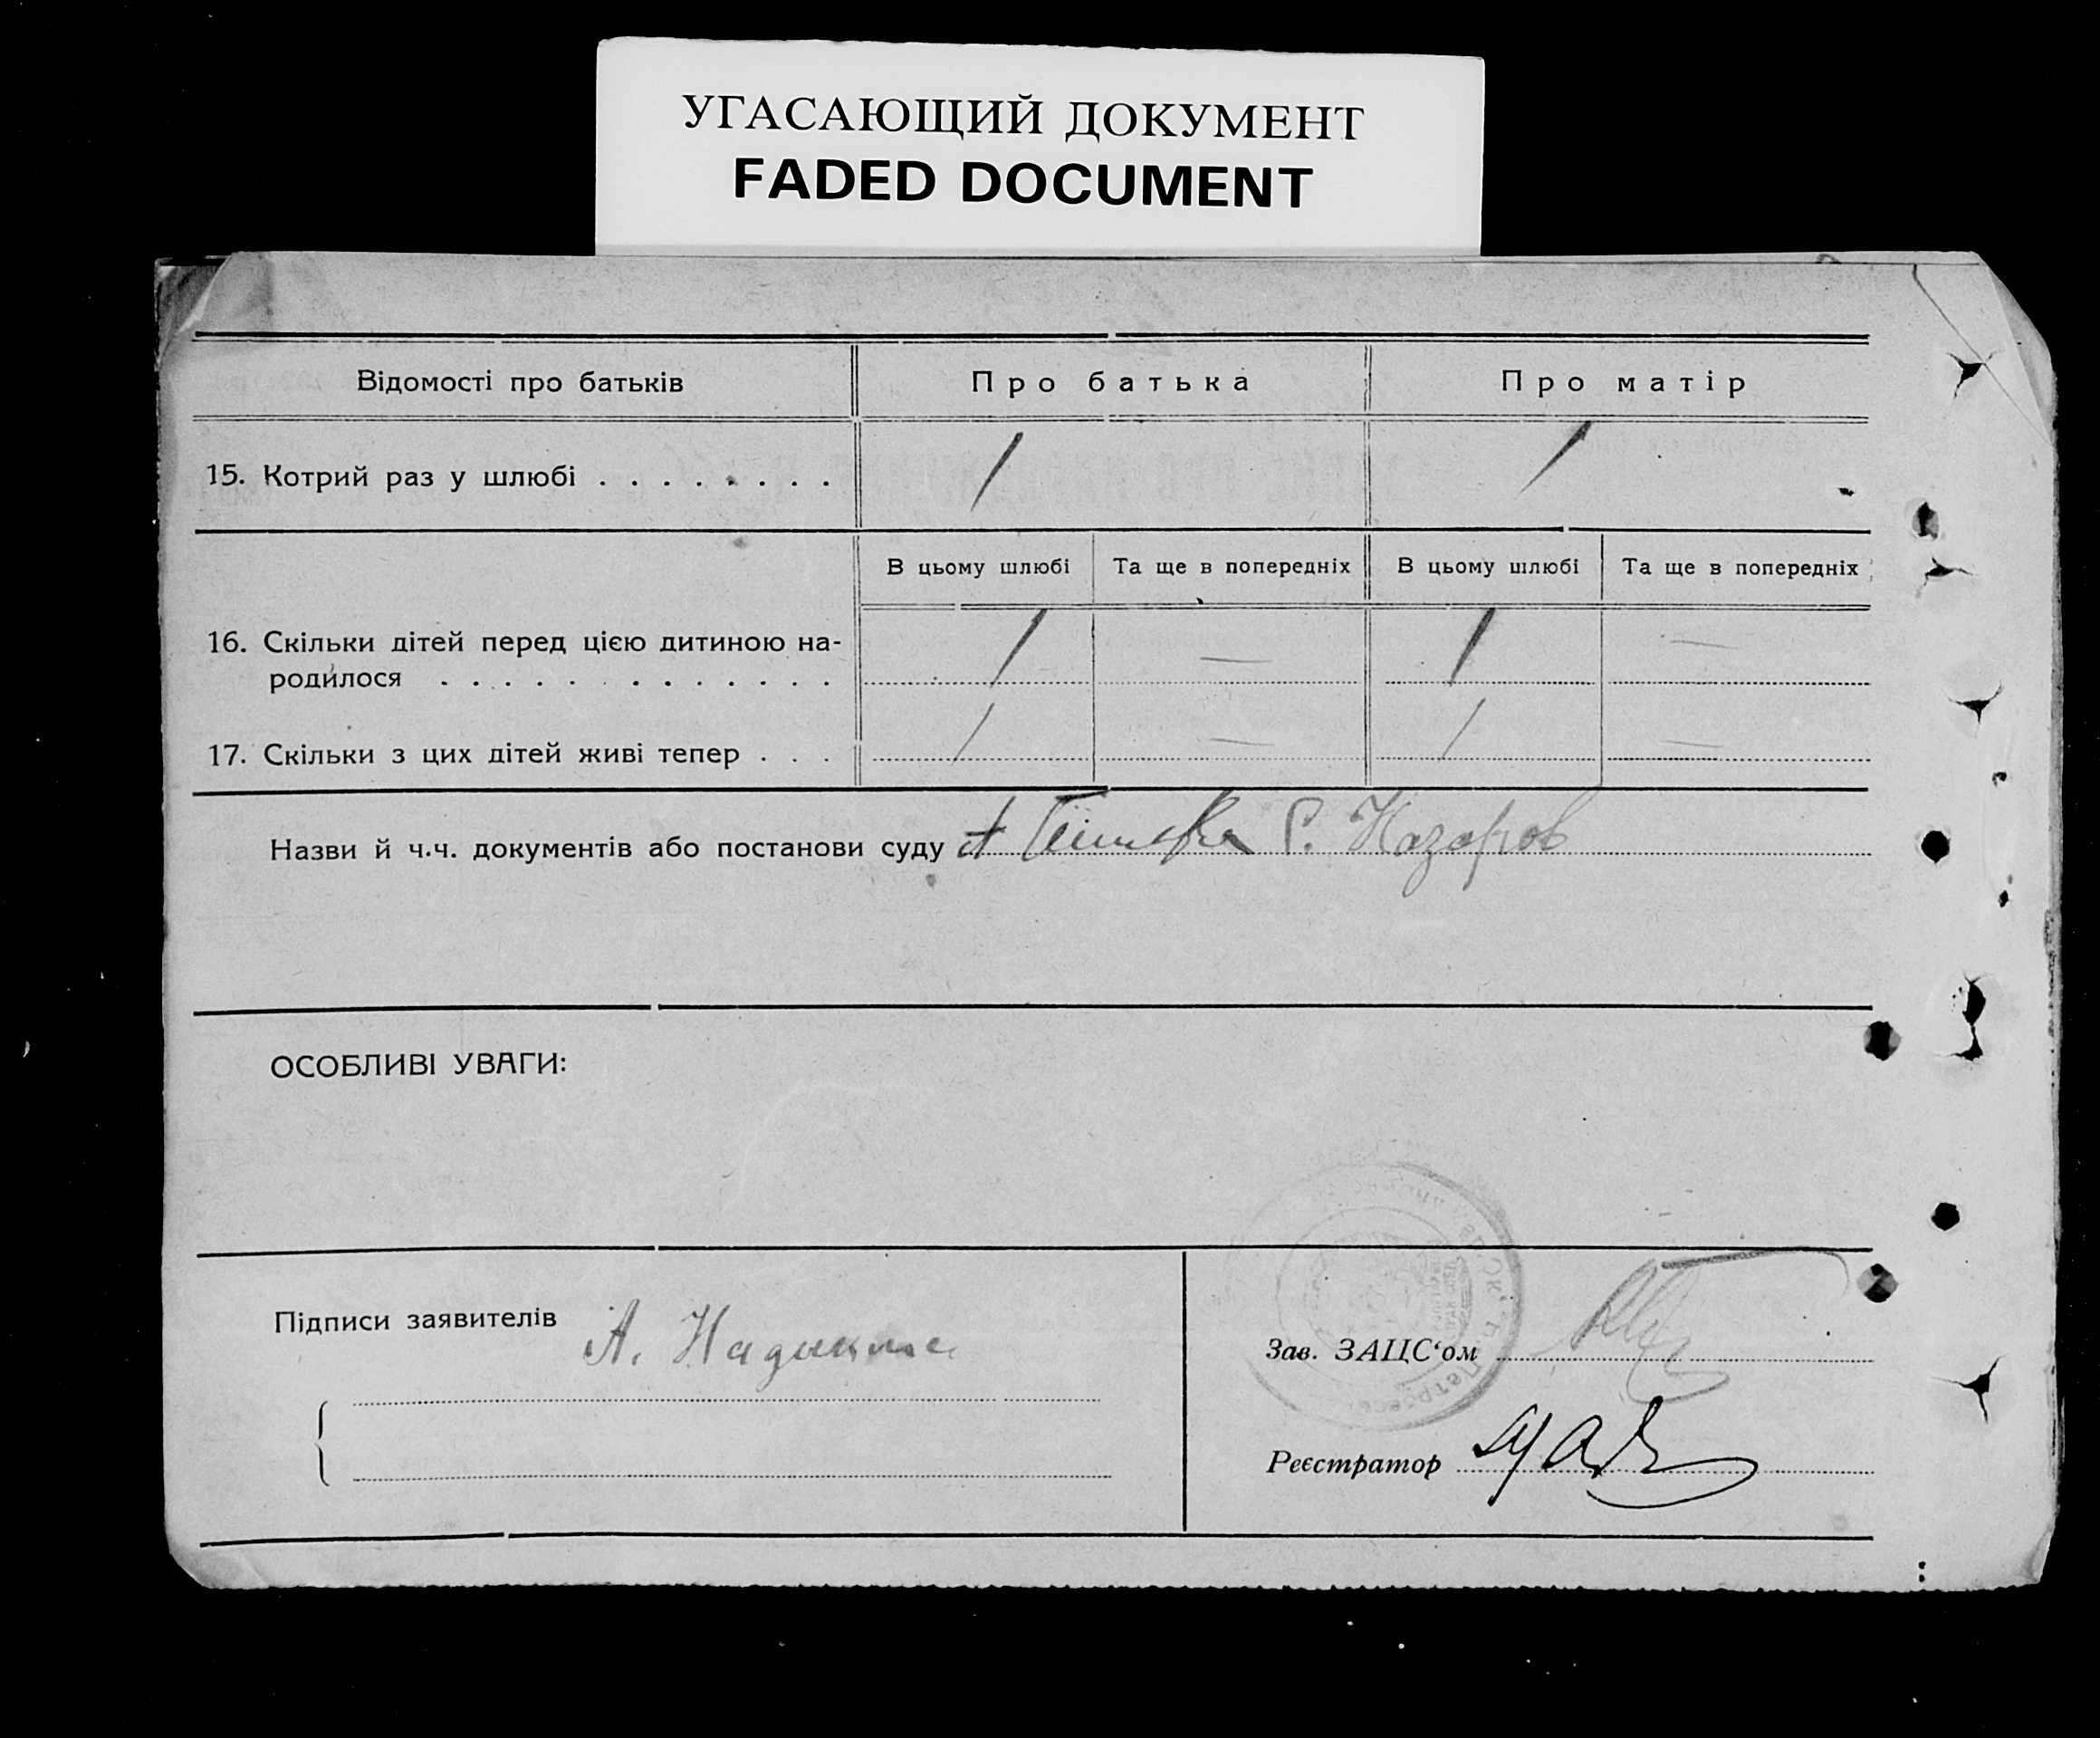 УГАСАЮЩИЙ ДОКУМЕНТ
FADED DOCUMENT
Відомості про батьків
Про батька
Про матір
15. Котрий раз у шлюбі . . . . . . . . 1 1
В цьому шлюбі Та ще в попередніх В цьому шлюбі Та ще в попередніх
16. Скільки дітей перед цією дитиною на-
родилося . . . . . . . . . . . . . 1 — 1 —
17. Скільки з цих дітей живі тепер . . . 1 — 1 —
Назви й ч.ч. документів або постанови суду Р. Назаров
ОСОБЛИВІ УВАГИ:
Підписи заявителів А.
Зав. ЗАЦС‘ом
Реєстратор